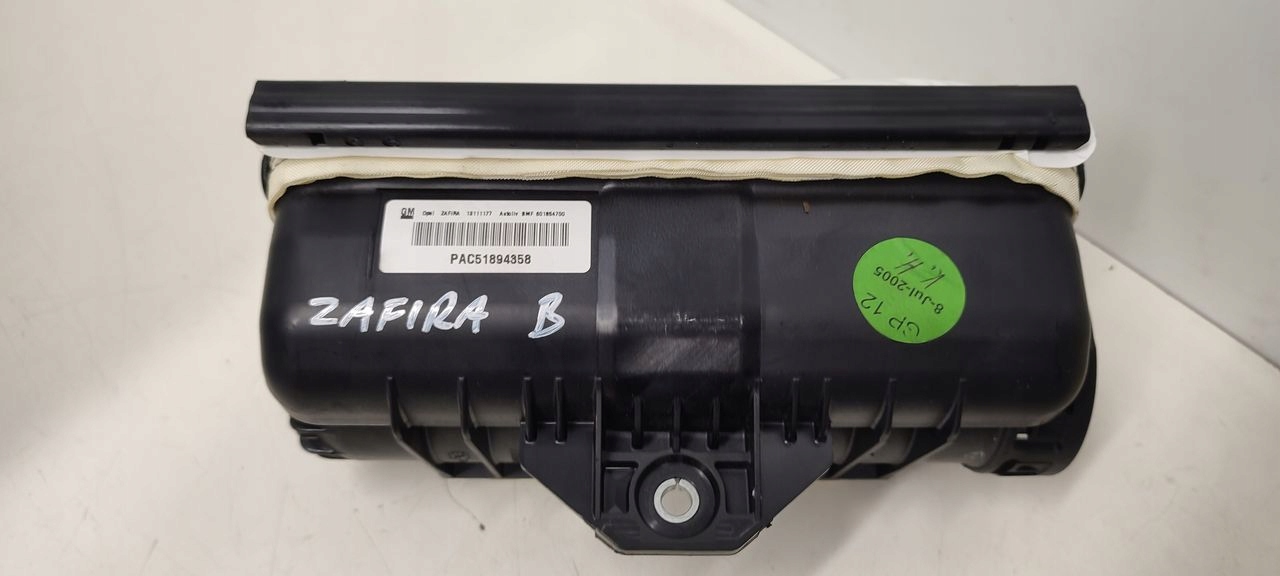 GM Opel ZAFIRA 13111177 Autoliv BMF 601854700
PAC51894358
ZAFIRA B
GP 12
8-Jul-2005
K.H.